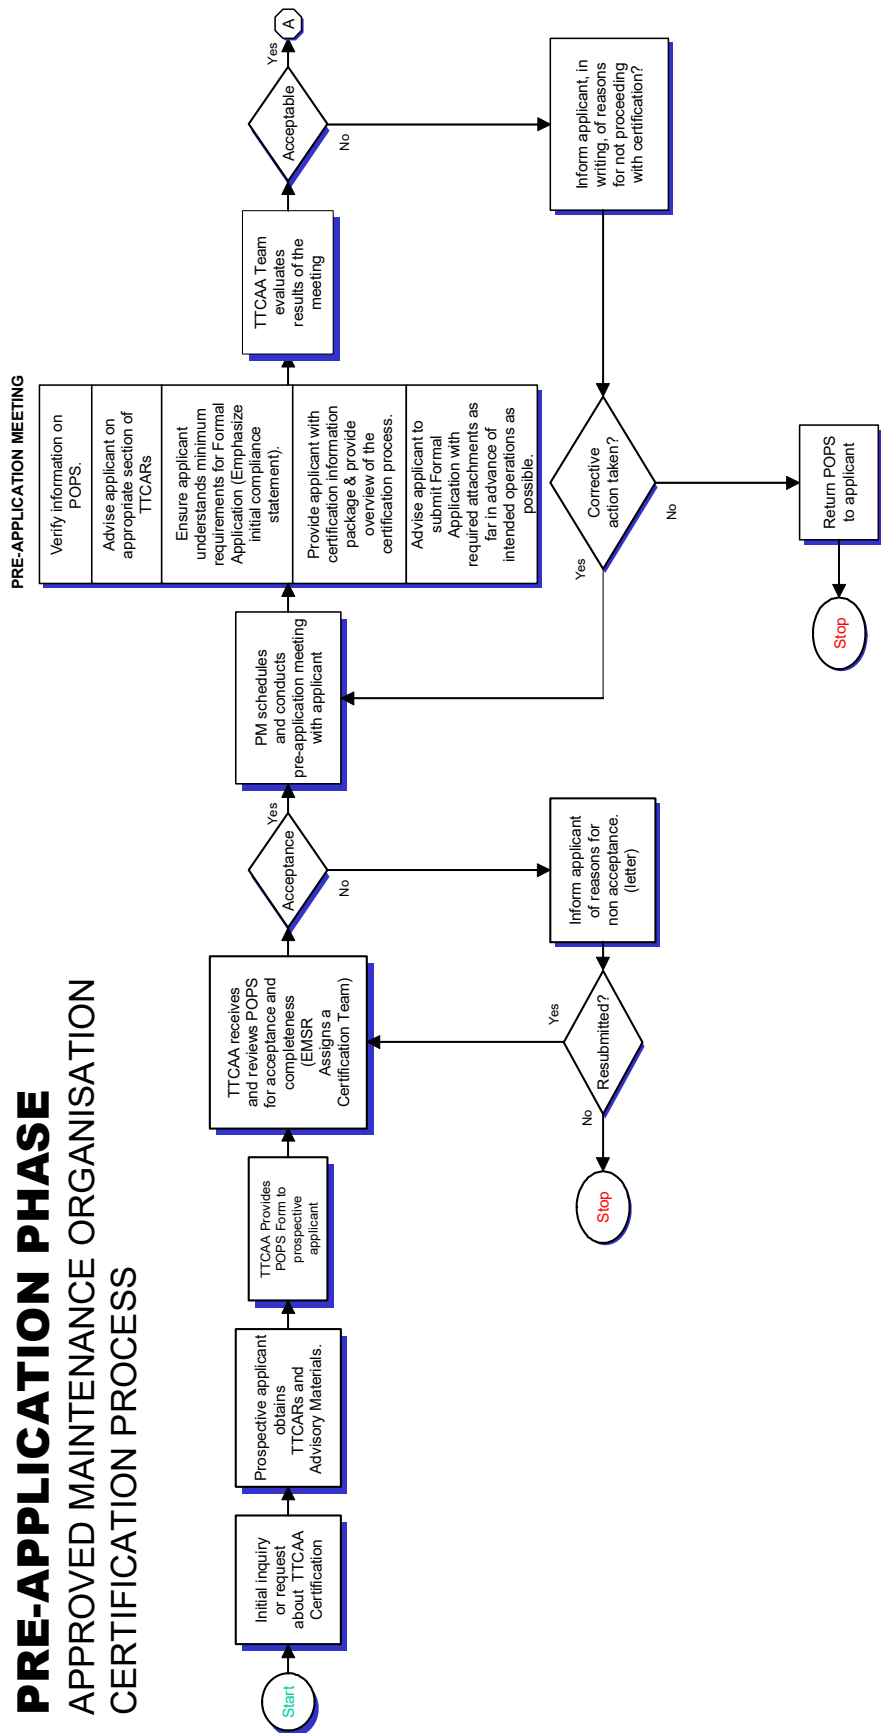 PRE-APPLICATION PHASE
APPROVED MAINTENANCE ORGANISATION
CERTIFICATION PROCESS
Start
Initial inquiry
or request
about TTCAA
Certification
Prospective applicant
obtains
TTCARs and
Advisory Materials.
TTCAA Provides
POPS Form to
prospective
applicant
TTCAA receives
and reviews POPS
for acceptance and
completeness
(EMSR
Assigns a
Certification Team)
Acceptance
Yes
No
Inform applicant
of reasons for
non acceptance.
(letter)
Resubmitted?
Yes
No
Stop
PM schedules
and conducts
pre-application meeting
with applicant
PRE-APPLICATION MEETING
Verify information on
POPS.
Advise applicant on
appropriate section of
TTCARs
Ensure applicant
understands minimum
requirements for Formal
Application (Emphasize
initial compliance
statement).
Provide applicant with
certification information
package & provide
overview of the
certification process.
Advise applicant to
submit Formal
Application with
required attachments as
far in advance of
intended operations as
possible.
TTCAA Team
evaluates
results of the
meeting
Acceptable
Yes
A
No
Inform applicant, in
writing, of reasons
for not proceeding
with certification?
Corrective
action taken?
Yes
No
Return POPS
to applicant
Stop